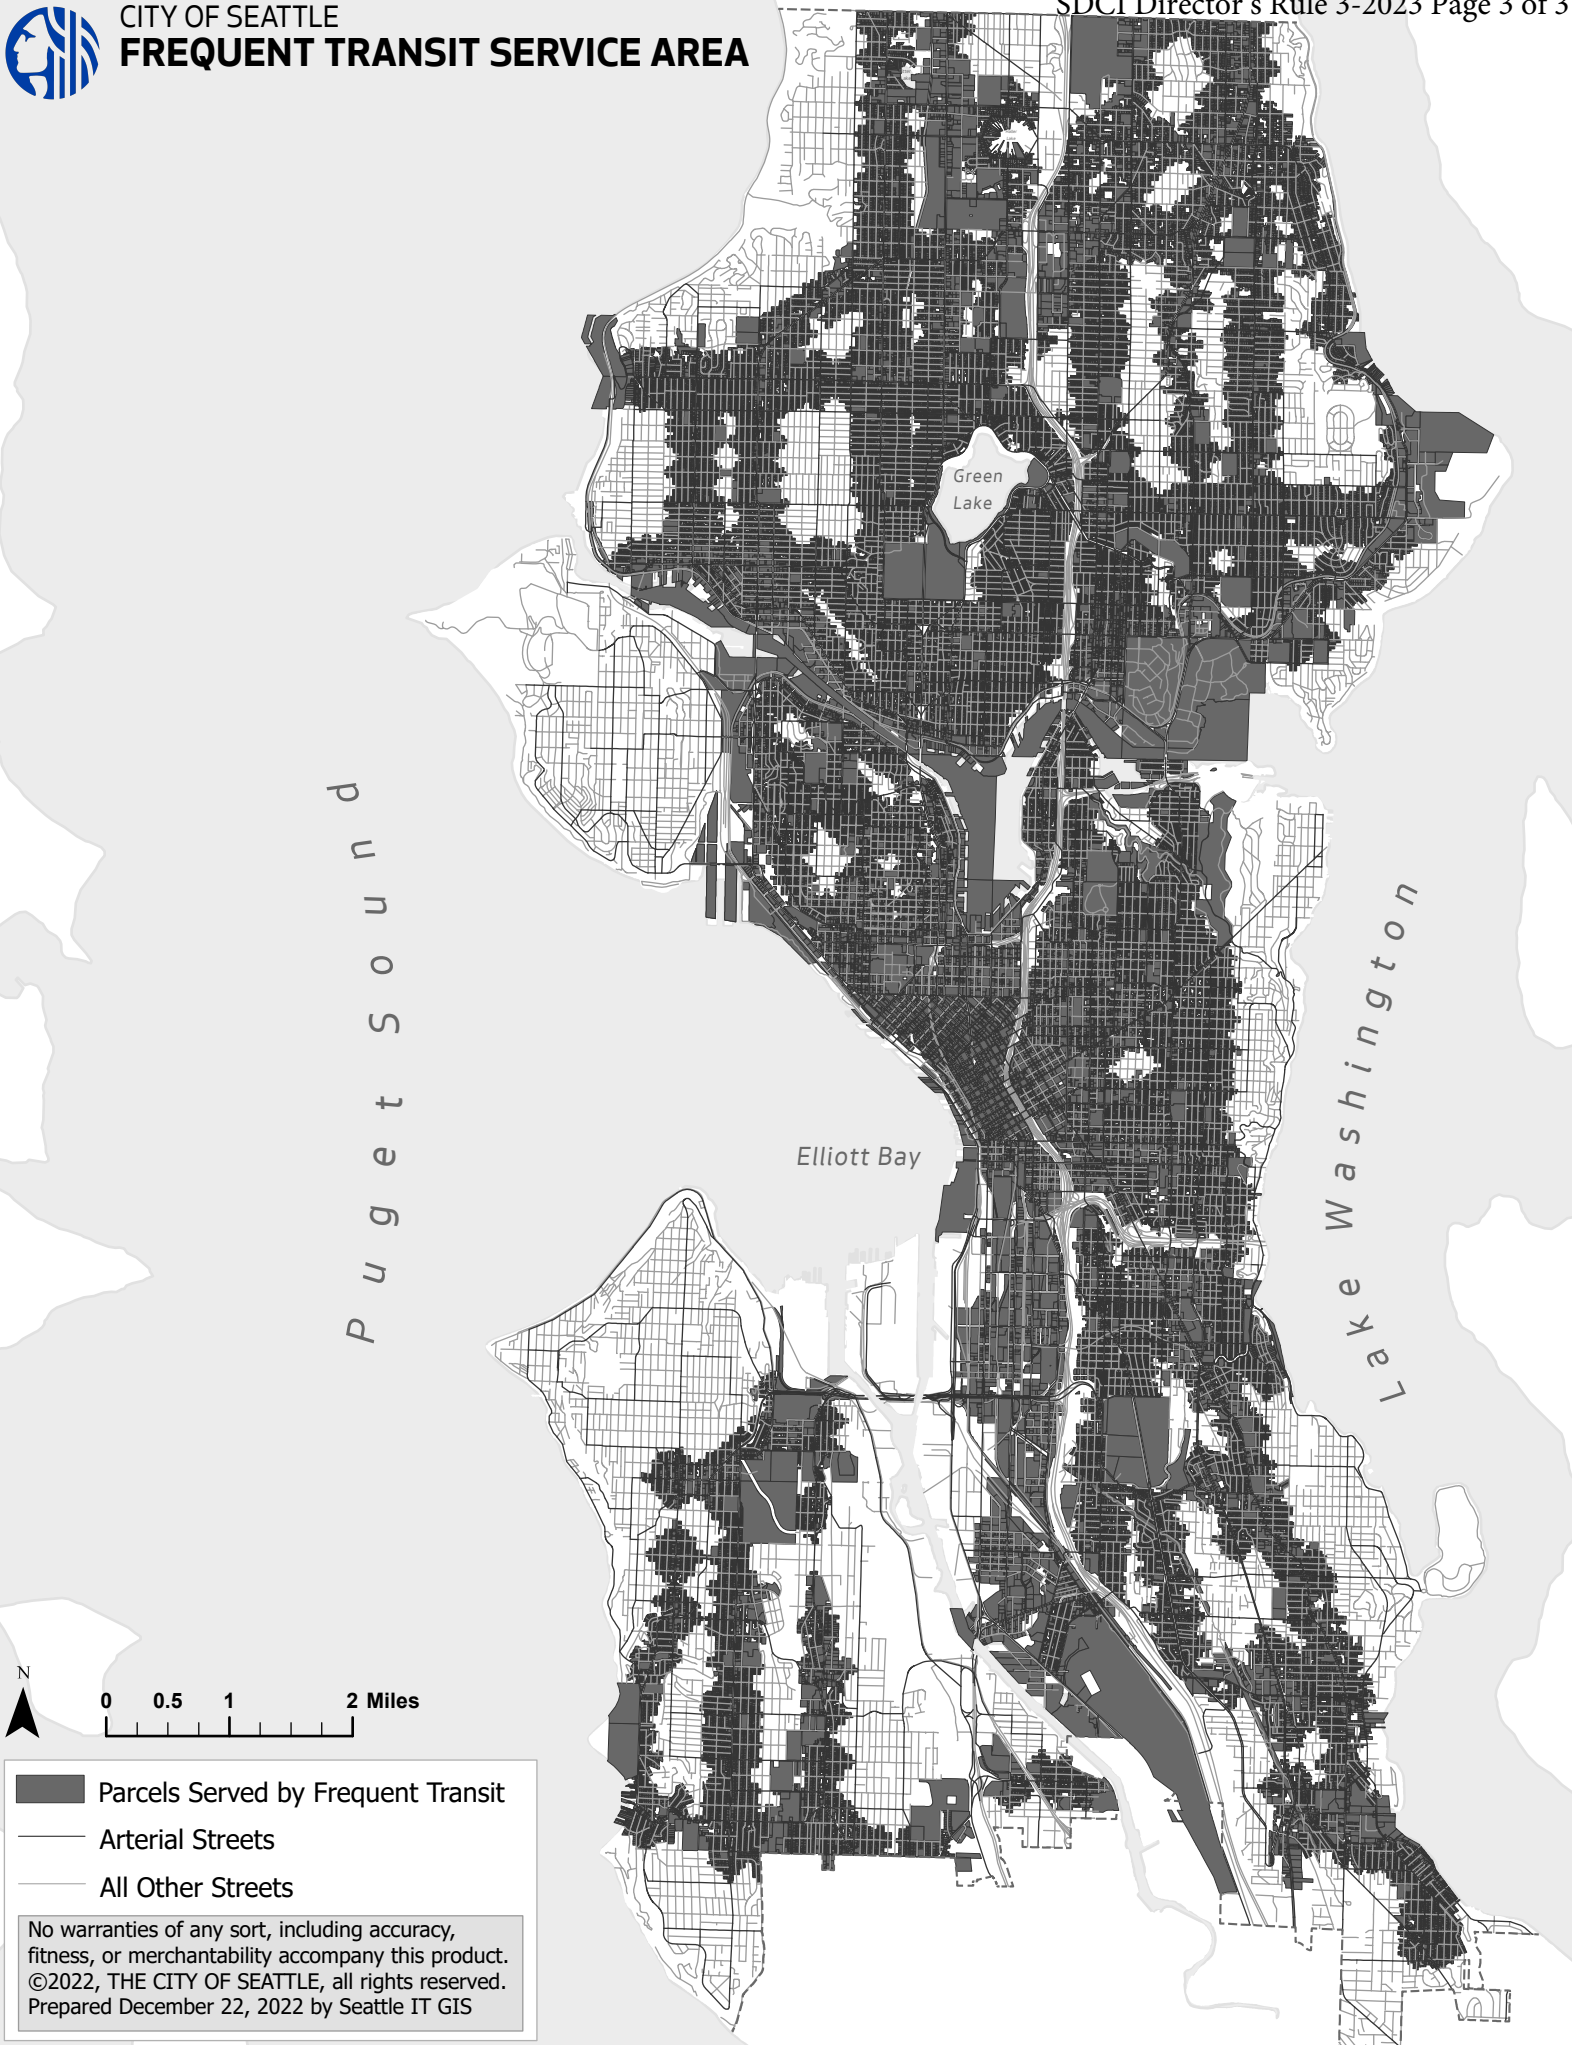 SDCI Director's Rule 3-2023 Page 3 of 3
CITY OF SEATTLE
FREQUENT TRANSIT SERVICE AREA
Green
Lake
Puget Sound
Lake Washington
Elliott Bay
N
0 0.5 1 2 Miles
Parcels Served by Frequent Transit
Arterial Streets
All Other Streets
No warranties of any sort, including accuracy,
fitness, or merchantability accompany this product.
©2022, THE CITY OF SEATTLE, all rights reserved.
Prepared December 22, 2022 by Seattle IT GIS